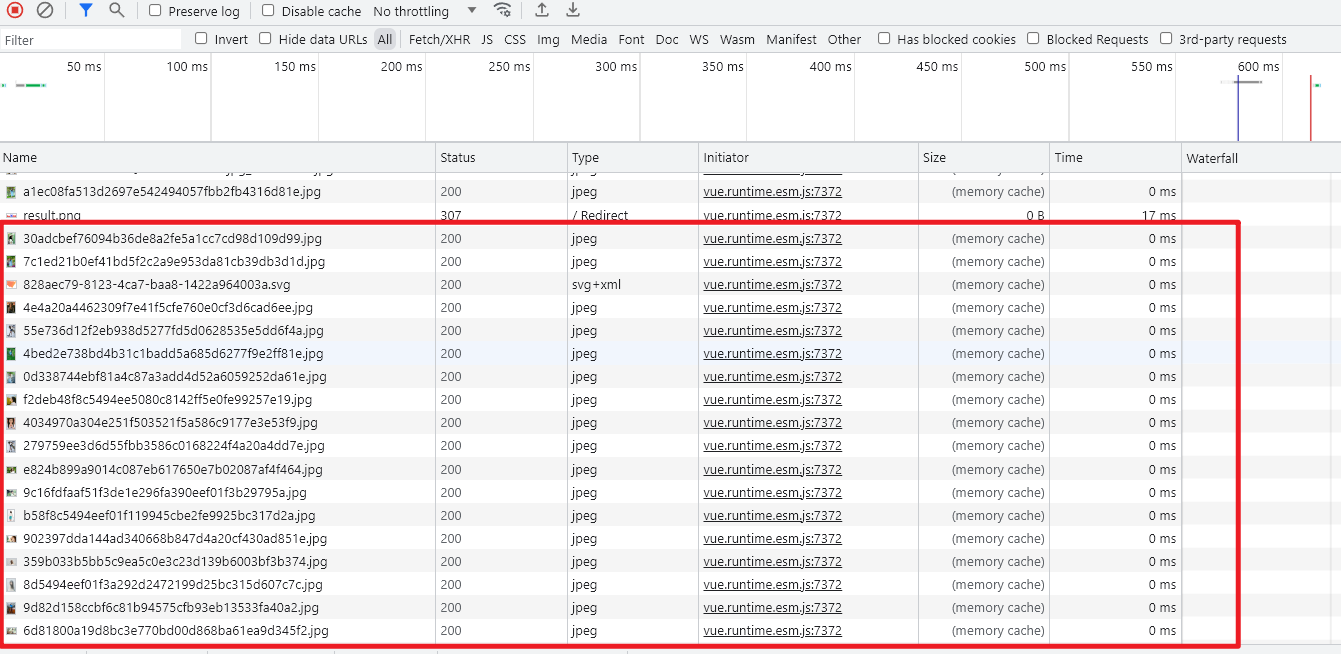 Preserve log Disable cache No throttling
Filter Invert Hide data URLs All Fetch/XHR JS CSS Img Media Font Doc WS Wasm Manifest Other Has blocked cookies Blocked Requests 3rd-party requests
50 ms 100 ms 150 ms 200 ms 250 ms 300 ms 350 ms 400 ms 450 ms 500 ms 550 ms 600 ms
Name Status Type Initiator Size Time Waterfall
a1ec08fa513d2697e542494057fbb2fb4316d81e.jpg 200 jpeg vue.runtime.esm.js:7372 (memory cache) 0 ms
result.png 307 / Redirect vue.runtime.esm.js:7372 0 B 17 ms
30adcbef76094b36de8a2fe5a1cc7cd98d109d99.jpg 200 jpeg vue.runtime.esm.js:7372 (memory cache) 0 ms
7c1ed21b0ef41bd5f2c2a9e953da81cb39db3d1d.jpg 200 jpeg vue.runtime.esm.js:7372 (memory cache) 0 ms
828aec79-8123-4ca7-baa8-1422a964003a.svg 200 svg+xml vue.runtime.esm.js:7372 (memory cache) 0 ms
4e4a20a4462309f7e41f5cfe760e0cf3d6cad6ee.jpg 200 jpeg vue.runtime.esm.js:7372 (memory cache) 0 ms
55e736d12f2eb938d5277fd5d0628535e5dd6f4a.jpg 200 jpeg vue.runtime.esm.js:7372 (memory cache) 0 ms
4bed2e738bd4b31c1badd5a685d6277f9e2ff81e.jpg 200 jpeg vue.runtime.esm.js:7372 (memory cache) 0 ms
0d338744ebf81a4c87a3add4d52a6059252da61e.jpg 200 jpeg vue.runtime.esm.js:7372 (memory cache) 0 ms
f2deb48f8c5494ee5080c8142ff5e0fe99257e19.jpg 200 jpeg vue.runtime.esm.js:7372 (memory cache) 0 ms
4034970a304e251f503521f5a586c9177e3e53f9.jpg 200 jpeg vue.runtime.esm.js:7372 (memory cache) 0 ms
279759ee3d6d55fbb3586c0168224f4a20a4dd7e.jpg 200 jpeg vue.runtime.esm.js:7372 (memory cache) 0 ms
e824b899a9014c087eb617650e7b02087af4f464.jpg 200 jpeg vue.runtime.esm.js:7372 (memory cache) 0 ms
9c16fdfaaf51f3de1e296fa390eef01f3b29795a.jpg 200 jpeg vue.runtime.esm.js:7372 (memory cache) 0 ms
b58f8c5494eef01f119945cbe2fe9925bc317d2a.jpg 200 jpeg vue.runtime.esm.js:7372 (memory cache) 0 ms
902397dda144ad340668b847d4a20cf430ad851e.jpg 200 jpeg vue.runtime.esm.js:7372 (memory cache) 0 ms
359b033b5bb5c9ea5c0e3c23d139b6003bf3b374.jpg 200 jpeg vue.runtime.esm.js:7372 (memory cache) 0 ms
8d5494eef01f3a292d2472199d25bc315d607c7c.jpg 200 jpeg vue.runtime.esm.js:7372 (memory cache) 0 ms
9d82d158ccbf6c81b94575cfb93eb13533fa40a2.jpg 200 jpeg vue.runtime.esm.js:7372 (memory cache) 0 ms
6d81800a19d8bc3e770bd00d868ba61ea9d345f2.jpg 200 jpeg vue.runtime.esm.js:7372 (memory cache) 0 ms